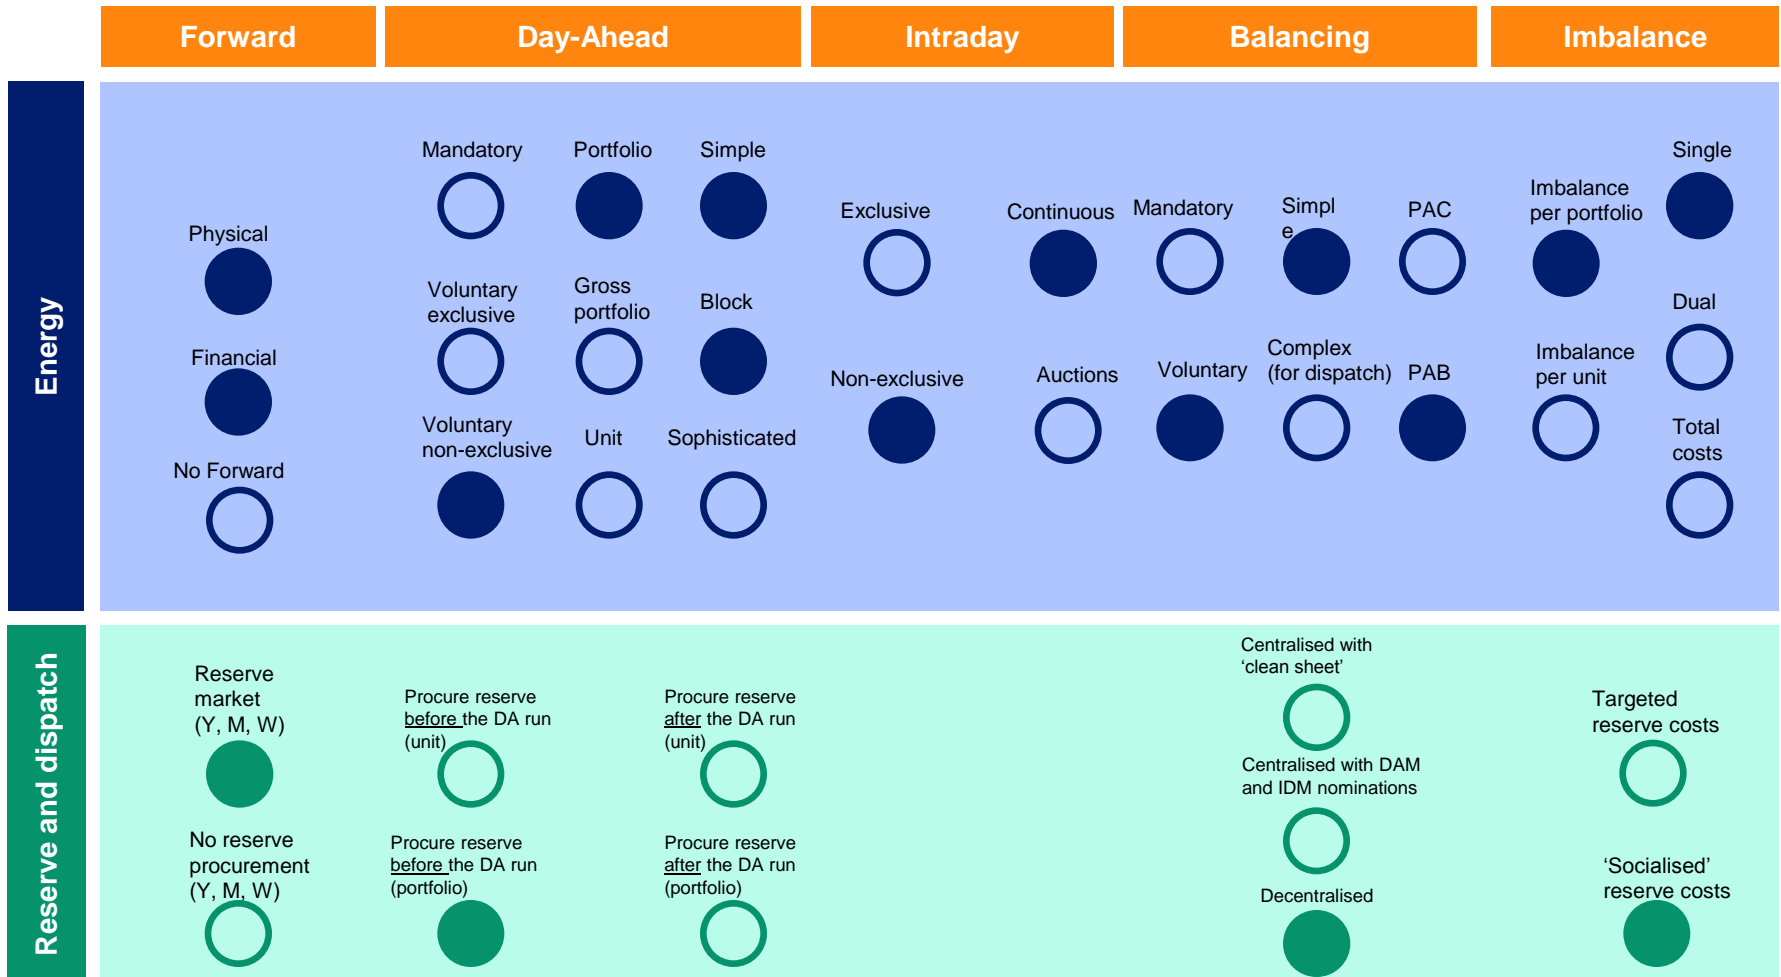 Forward
Day-Ahead
Intraday
Balancing
Imbalance
Energy
Physical
Financial
No Forward
Mandatory
Portfolio
Simple
Voluntary
exclusive
Gross
portfolio
Block
Voluntary
non-exclusive
Unit
Sophisticated
Exclusive
Continuous
Non-exclusive
Auctions
Mandatory
Simpl
e
PAC
Voluntary
Complex
(for dispatch)
PAB
Imbalance
per portfolio
Single
Dual
Imbalance
per unit
Total
costs
Reserve and dispatch
Reserve
market
(Y, M, W)
No reserve
procurement
(Y, M, W)
Procure reserve
before the DA run
(unit)
Procure reserve
after the DA run
(unit)
Procure reserve
before the DA run
(portfolio)
Procure reserve
after the DA run
(portfolio)
Centralised with
‘clean sheet’
Centralised with DAM
and IDM nominations
Decentralised
Targeted
reserve costs
‘Socialised’
reserve costs